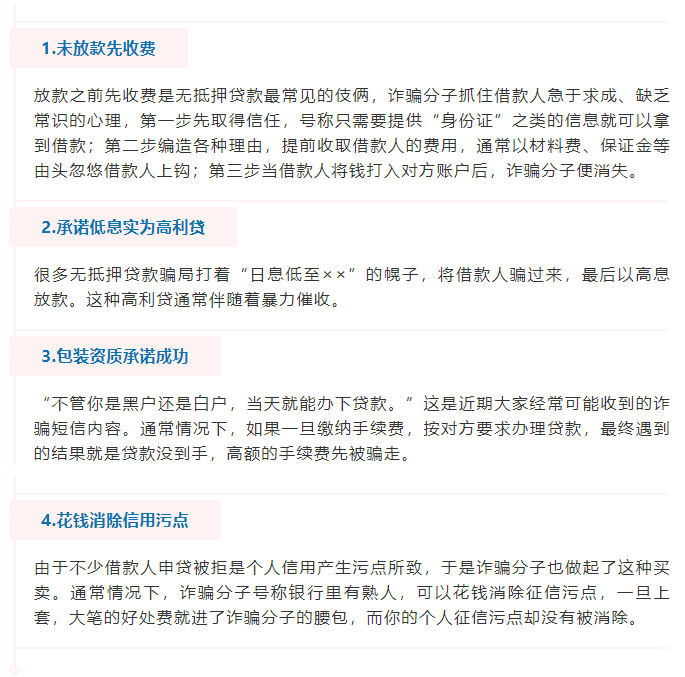 1.未放款先收费
放款之前先收费是无抵押贷款最常见的伎俩，诈骗分子抓住借款人急于求成、缺乏
常识的心理，第一步先取得信任，号称只需要提供“身份证”之类的信息就可以拿
到借款；第二步编造各种理由，提前收取借款人的费用，通常以材料费、保证金等
由头忽悠借款人上钩；第三步当借款人将钱打入对方账户后，诈骗分子便消失。
2.承诺低息实为高利贷
很多无抵押贷款骗局打着“日息低至××”的幌子，将借款人骗过来，最后以高息
放款。这种高利贷通常伴随着暴力催收。
3.包装资质承诺成功
“不管你是黑户还是白户，当天就能办下贷款。”这是近期大家经常可能收到的诈
骗短信内容。通常情况下，如果一旦缴纳手续费，按对方要求办理贷款，最终遇到
的结果就是贷款没到手，高额的手续费先被骗走。
4.花钱消除信用污点
由于不少借款人申贷被拒是个人信用产生污点所致，于是诈骗分子也做起了这种买
卖。通常情况下，诈骗分子号称银行里有熟人，可以花钱消除征信污点，一旦上
套，大笔的好处费就进了诈骗分子的腰包，而你的个人征信污点却没有被消除。